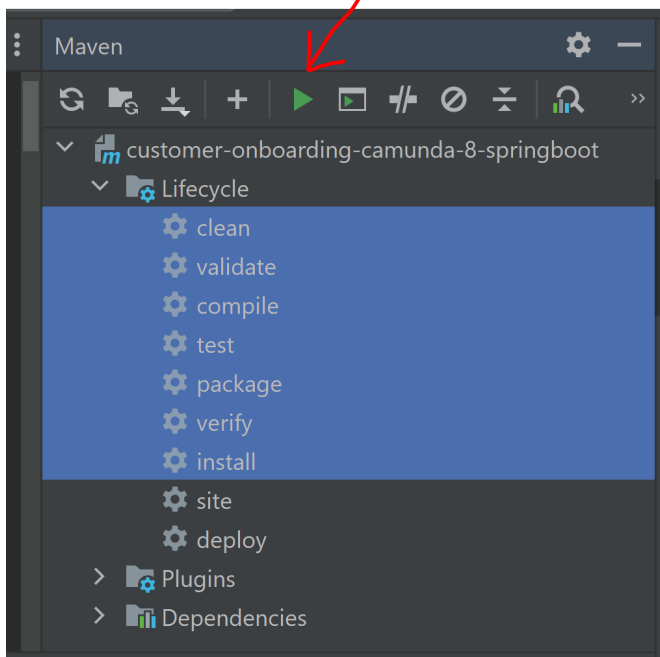 Maven
customer-onboarding-camunda-8-springboot
Lifecycle
clean
validate
compile
test
package
verify
install
site
deploy
Plugins
Dependencies